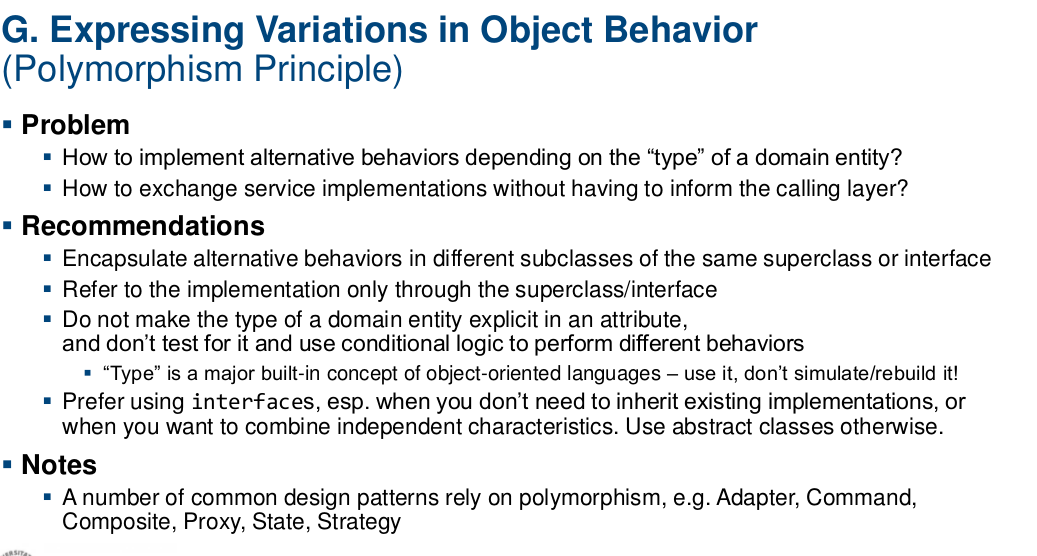 G. Expressing Variations in Object Behavior
(Polymorphism Principle)
▪ Problem
▪ How to implement alternative behaviors depending on the “type” of a domain entity?
▪ How to exchange service implementations without having to inform the calling layer?
▪ Recommendations
▪ Encapsulate alternative behaviors in different subclasses of the same superclass or interface
▪ Refer to the implementation only through the superclass/interface
▪ Do not make the type of a domain entity explicit in an attribute,
and don’t test for it and use conditional logic to perform different behaviors
▪ “Type” is a major built-in concept of object-oriented languages – use it, don’t simulate/rebuild it!
▪ Prefer using interfaces, esp. when you don’t need to inherit existing implementations, or
when you want to combine independent characteristics. Use abstract classes otherwise.
▪ Notes
▪ A number of common design patterns rely on polymorphism, e.g. Adapter, Command,
Composite, Proxy, State, Strategy